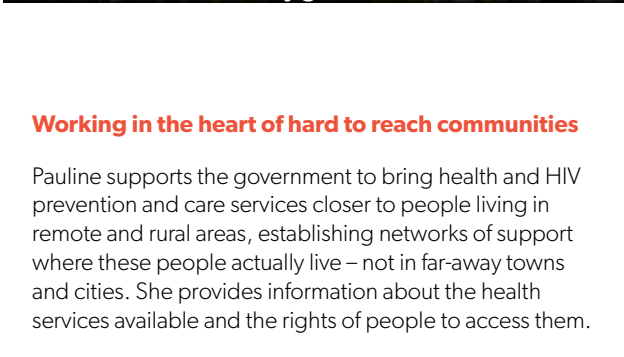 Working in the heart of hard to reach communities
Pauline supports the government to bring health and HIV
prevention and care services closer to people living in
remote and rural areas, establishing networks of support
where these people actually live – not in far-away towns
and cities. She provides information about the health
services available and the rights of people to access them.